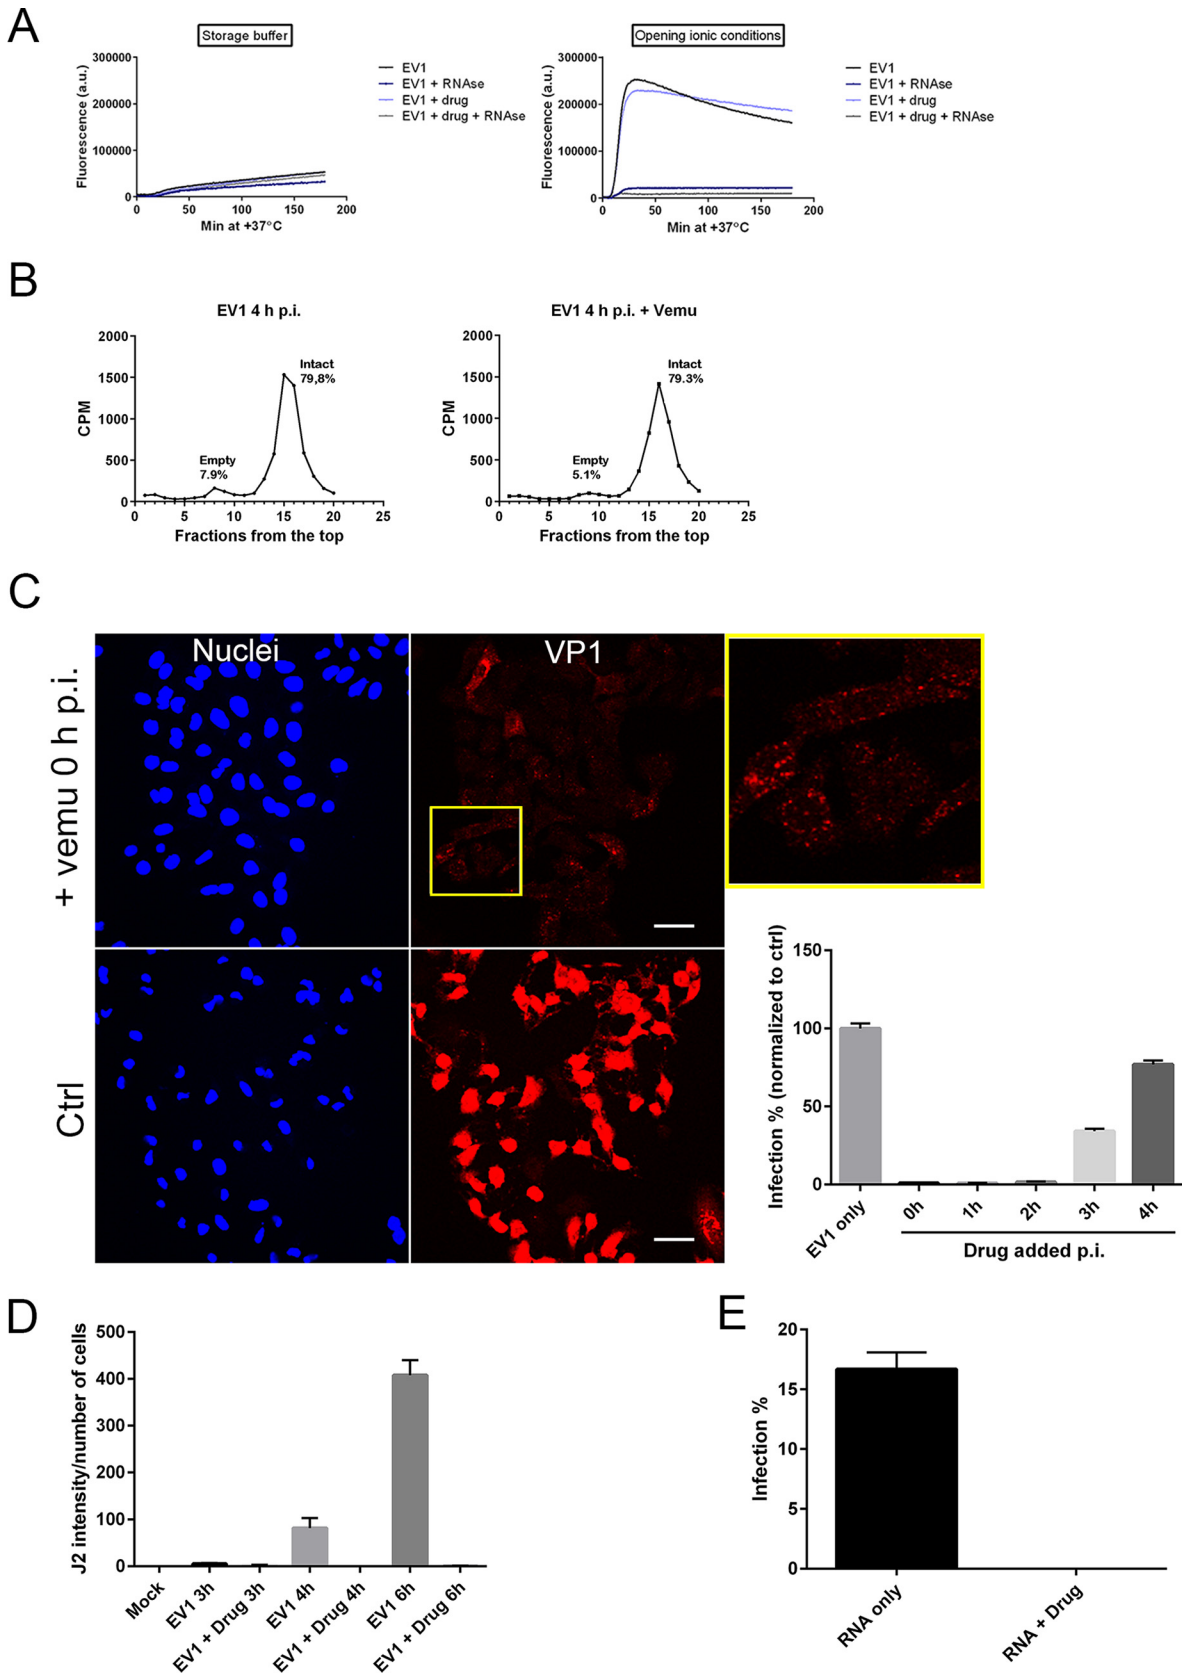 A
Storage buffer
300000
200000
100000
0
Fluorescence (a.u.)
0 50 100 150 200
Min at +37°C
EV1
EV1 + RNAse
EV1 + drug
EV1 + drug + RNAse
Opening ionic conditions
300000
200000
100000
0
Fluorescence (a.u.)
0 50 100 150 200
Min at +37°C
EV1
EV1 + RNAse
EV1 + drug
EV1 + drug + RNAse
B
EV1 4 h p.i.
2000
1500
1000
500
0
CPM
Intact
79,8%
Empty
7.9%
0 5 10 15 20 25
Fractions from the top
EV1 4 h p.i. + Vemu
2000
1500
1000
500
0
CPM
Intact
79.3%
Empty
5.1%
0 5 10 15 20 25
Fractions from the top
C
Nuclei
VP1
+ vemu 0 h p.i.
Ctrl
Infection % (normalized to ctrl)
150
100
50
0
EV1 only
0h
1h
2h
3h
4h
Drug added p.i.
D
J2 intensity/number of cells
500
400
300
200
100
0
Mock
EV1 3h
EV1 + Drug 3h
EV1 4h
EV1 + Drug 4h
EV1 6h
EV1 + Drug 6h
E
Infection %
20
15
10
5
0
RNA only
RNA + Drug